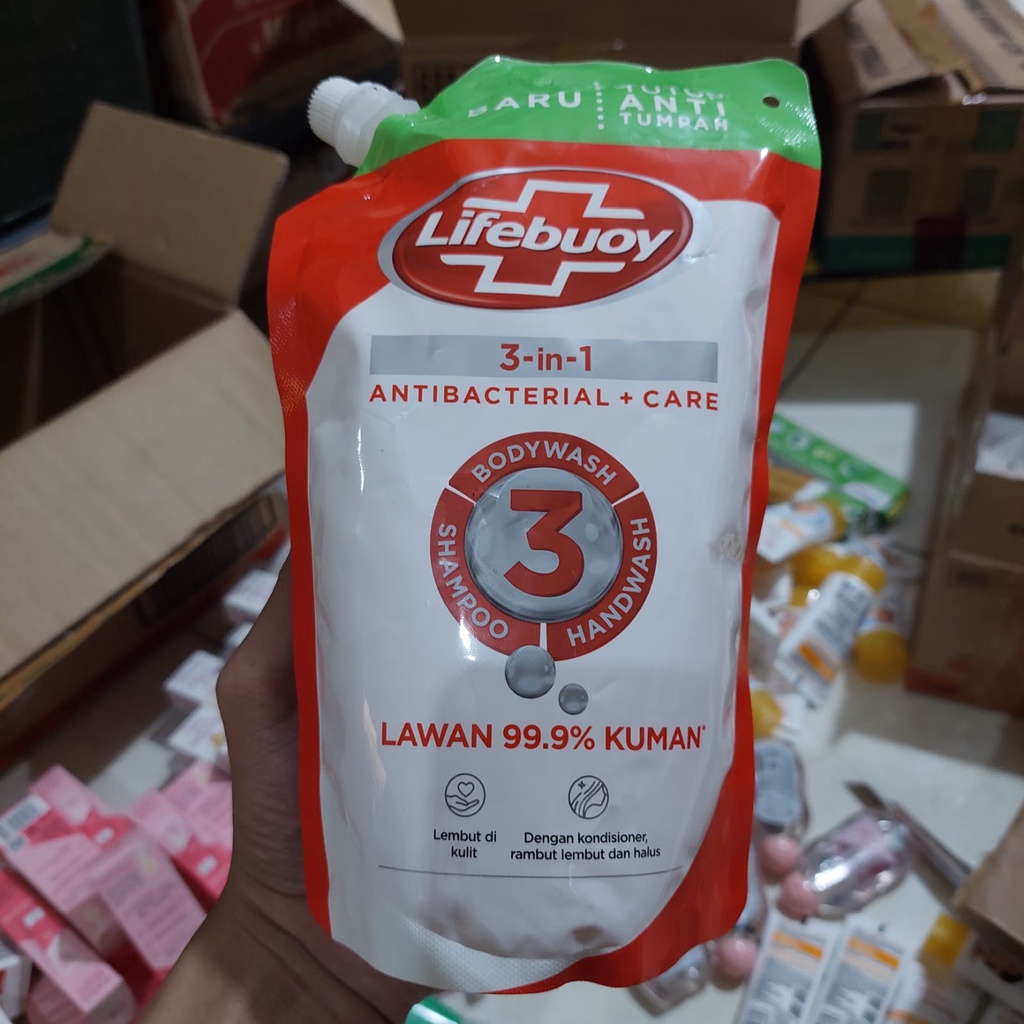 BARU
TUTUP
ANTI
TUMPAH
Lifebuoy
3-in-1
ANTIBACTERIAL + CARE
BODYWASH
3
SHAMPOO
HANDWASH
LAWAN 99.9% KUMAN*
Lembut di
kulit
Dengan kondisioner,
rambut lembut dan halus